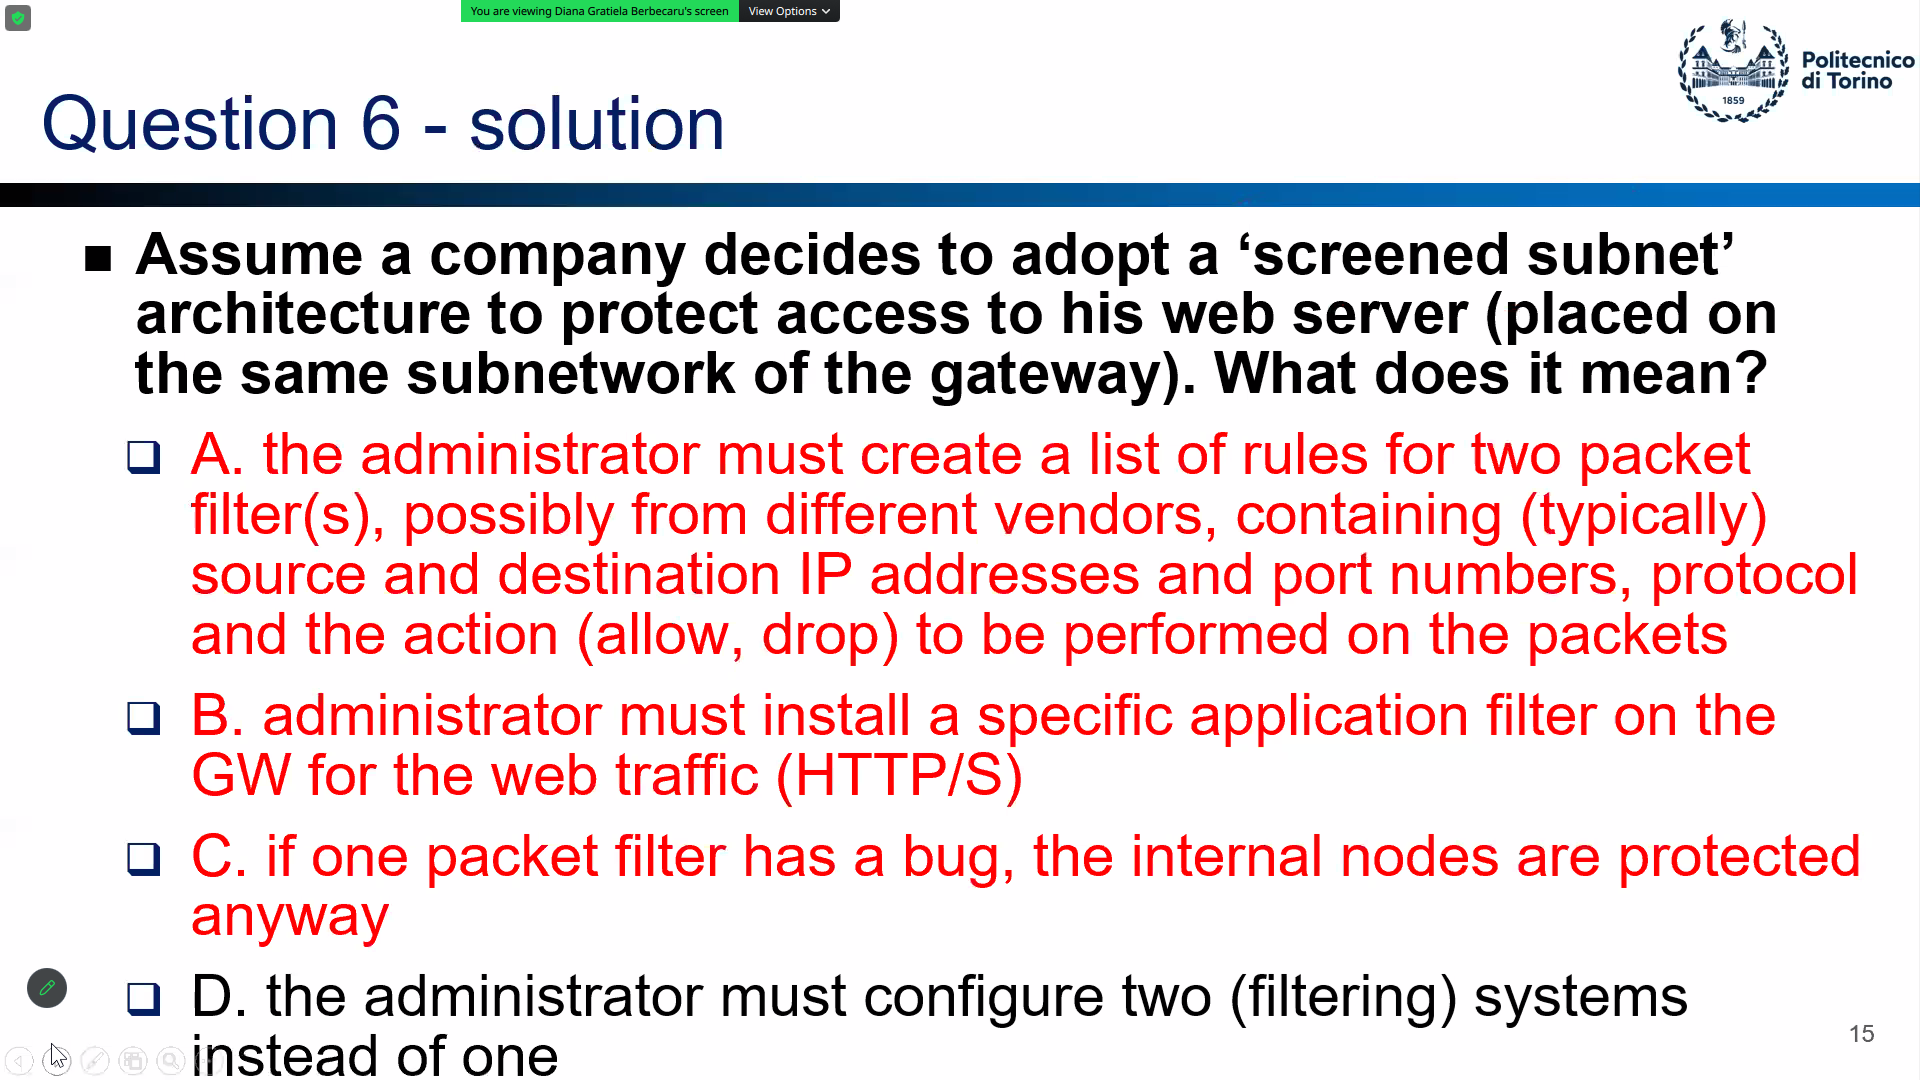 You are viewing Diana Gratiela Berbecaru's screen
View Options
Politecnico
di Torino
1859
Question 6 - solution
Assume a company decides to adopt a ‘screened subnet’
architecture to protect access to his web server (placed on
the same subnetwork of the gateway). What does it mean?
A. the administrator must create a list of rules for two packet
filter(s), possibly from different vendors, containing (typically)
source and destination IP addresses and port numbers, protocol
and the action (allow, drop) to be performed on the packets
B. administrator must install a specific application filter on the
GW for the web traffic (HTTP/S)
C. if one packet filter has a bug, the internal nodes are protected
anyway
D. the administrator must configure two (filtering) systems
instead of one
15